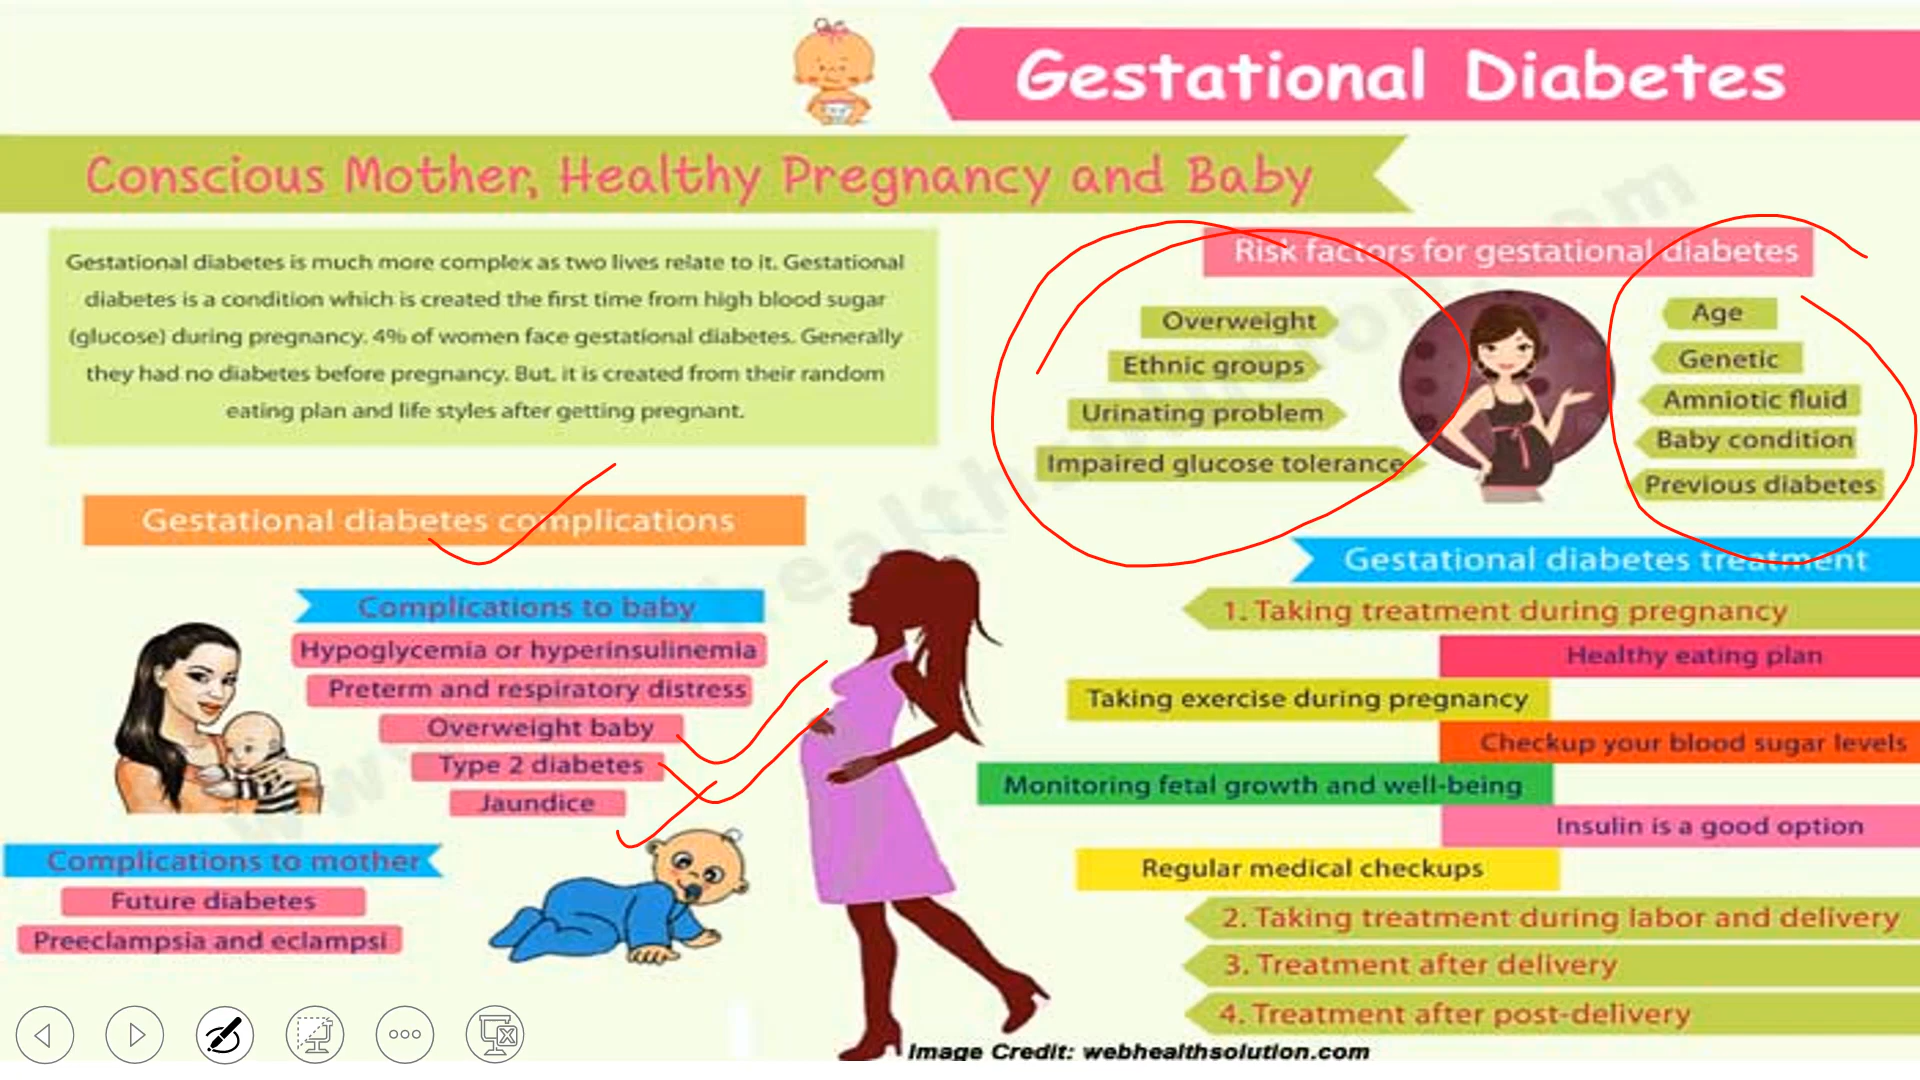 Gestational Diabetes
Conscious Mother, Healthy Pregnancy and Baby
Gestational diabetes is much more complex as two lives relate to it. Gestational
diabetes is a condition which is created the first time from high blood sugar
(glucose) during pregnancy. 4% of women face gestational diabetes. Generally
they had no diabetes before pregnancy. But, it is created from their random
eating plan and life styles after getting pregnant.
Risk factors for gestational diabetes
Overweight
Ethnic groups
Urinating problem
Impaired glucose tolerance
Age
Genetic
Amniotic fluid
Baby condition
Previous diabetes
Gestational diabetes complications
Complications to baby
Hypoglycemia or hyperinsulinemia
Preterm and respiratory distress
Overweight baby
Type 2 diabetes
Jaundice
Complications to mother
Future diabetes
Preeclampsia and eclampsi
Gestational diabetes treatment
1. Taking treatment during pregnancy
Healthy eating plan
Taking exercise during pregnancy
Checkup your blood sugar levels
Monitoring fetal growth and well-being
Insulin is a good option
Regular medical checkups
2. Taking treatment during labor and delivery
3. Treatment after delivery
4. Treatment after post-delivery
Image Credit: webhealthsolution.com